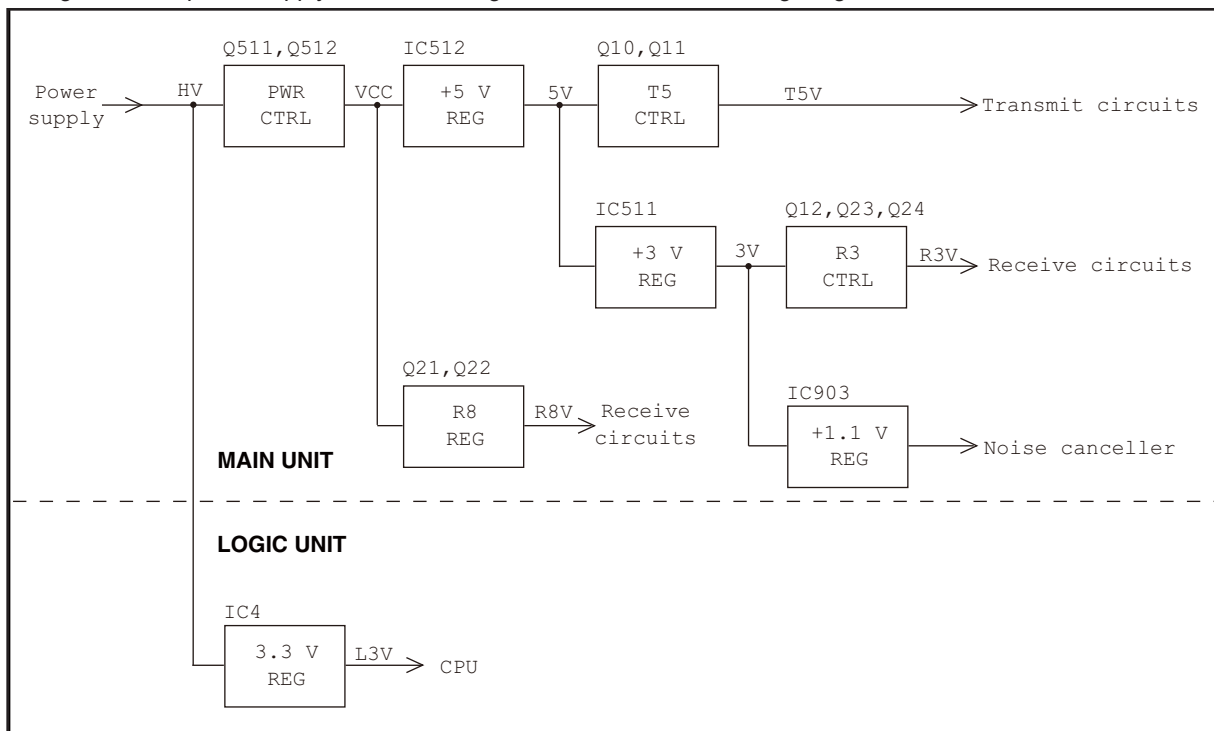 Q511,Q512
IC512
Q10,Q11
Power
supply
HV
PWR
CTRL
VCC
+5 V
REG
5V
T5
CTRL
T5V
Transmit circuits
IC511
Q12,Q23,Q24
+3 V
REG
3V
R3
CTRL
R3V
Receive circuits
Q21,Q22
R8
REG
R8V
Receive
circuits
IC903
+1.1 V
REG
Noise canceller
MAIN UNIT
LOGIC UNIT
IC4
3.3 V
REG
L3V
CPU